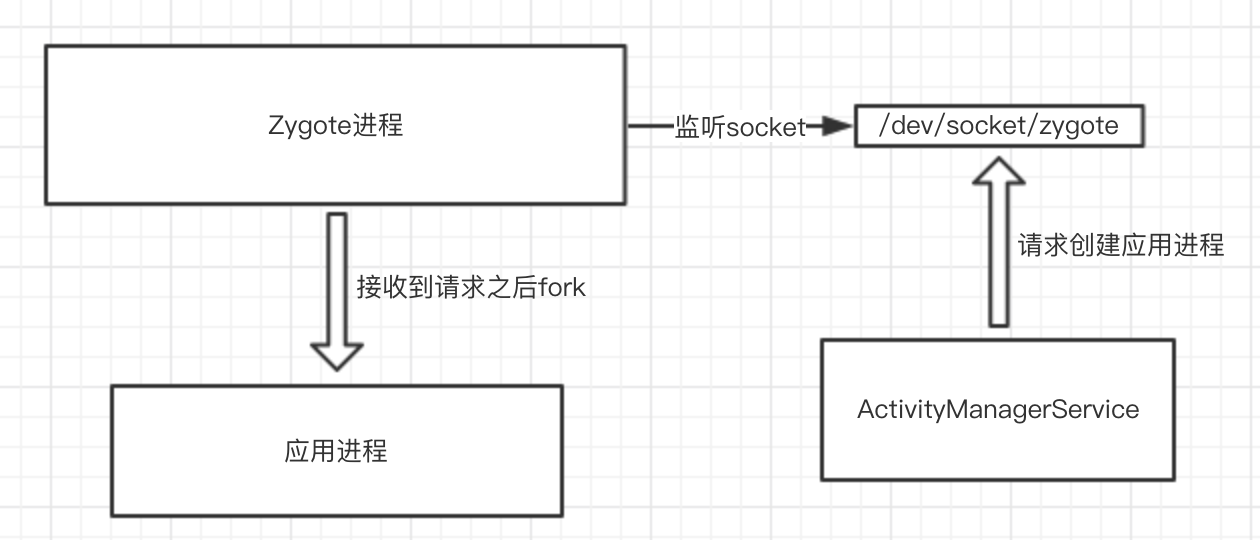 Zygote进程
监听socket
/dev/socket/zygote
请求创建应用进程
接收到请求之后fork
ActivityManagerService
应用进程